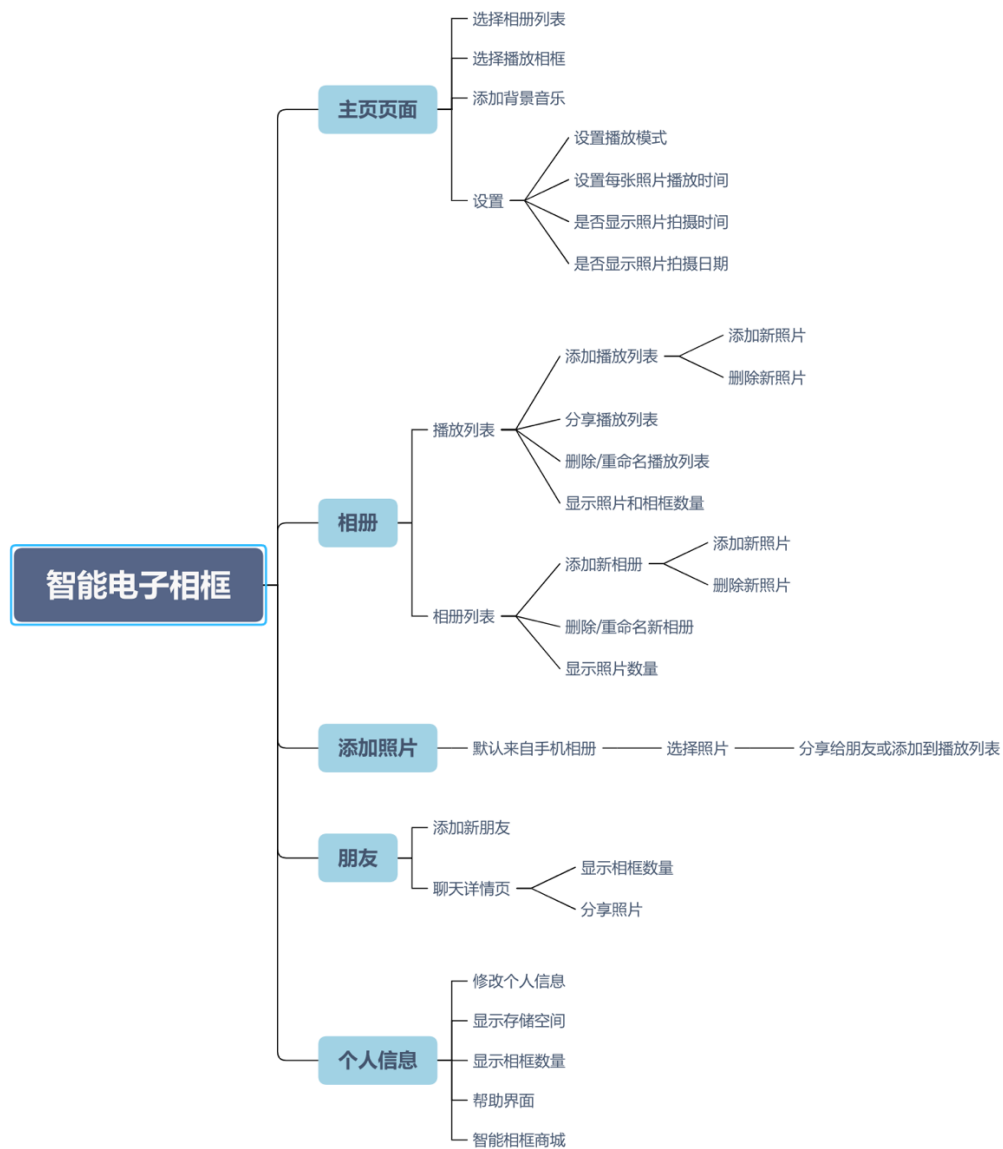 智能电子相框
主页页面
选择相册列表
选择播放相框
添加背景音乐
设置
设置播放模式
设置每张照片播放时间
是否显示照片拍摄时间
是否显示照片拍摄日期
相册
播放列表
添加播放列表
添加新照片
删除新照片
分享播放列表
删除/重命名播放列表
显示照片和相框数量
相册列表
添加新相册
添加新照片
删除新照片
删除/重命名新相册
显示照片数量
添加照片
默认来自手机相册
选择照片
分享给朋友或添加到播放列表
朋友
添加新朋友
聊天详情页
显示相框数量
分享照片
个人信息
修改个人信息
显示存储空间
显示相框数量
帮助界面
智能相框商城